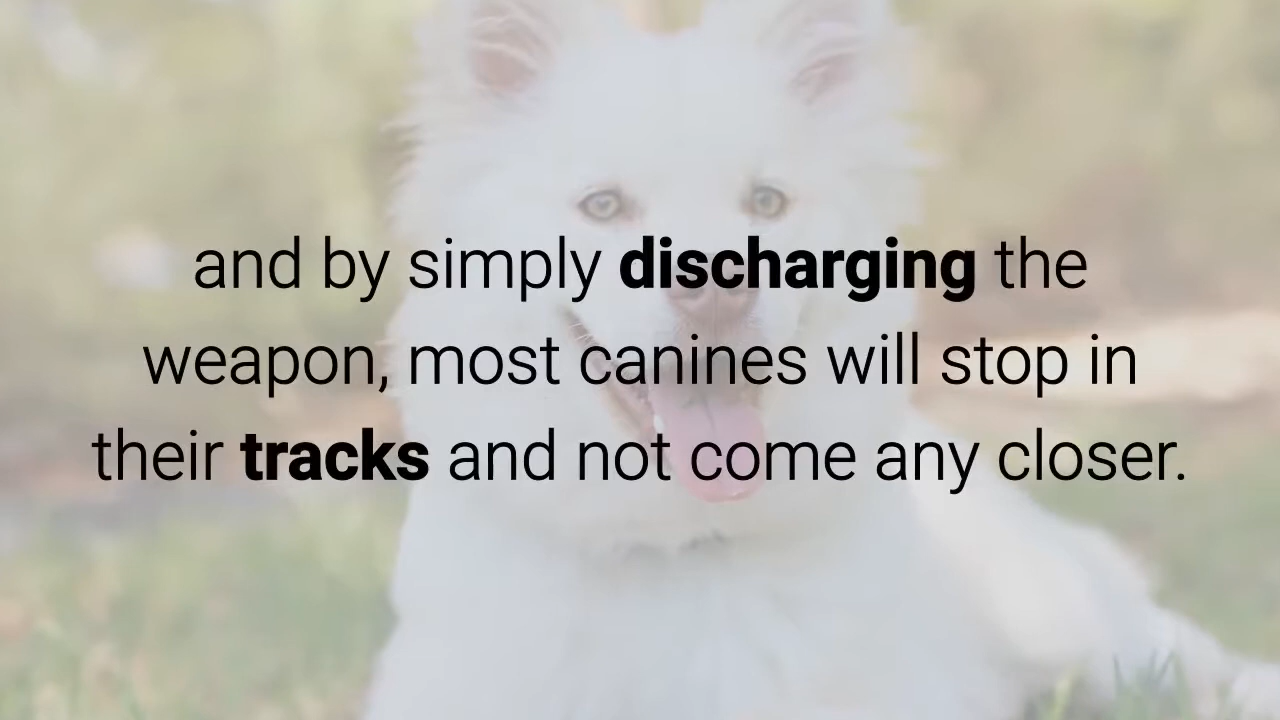 and by simply discharging the
weapon, most canines will stop in
their tracks and not come any closer.